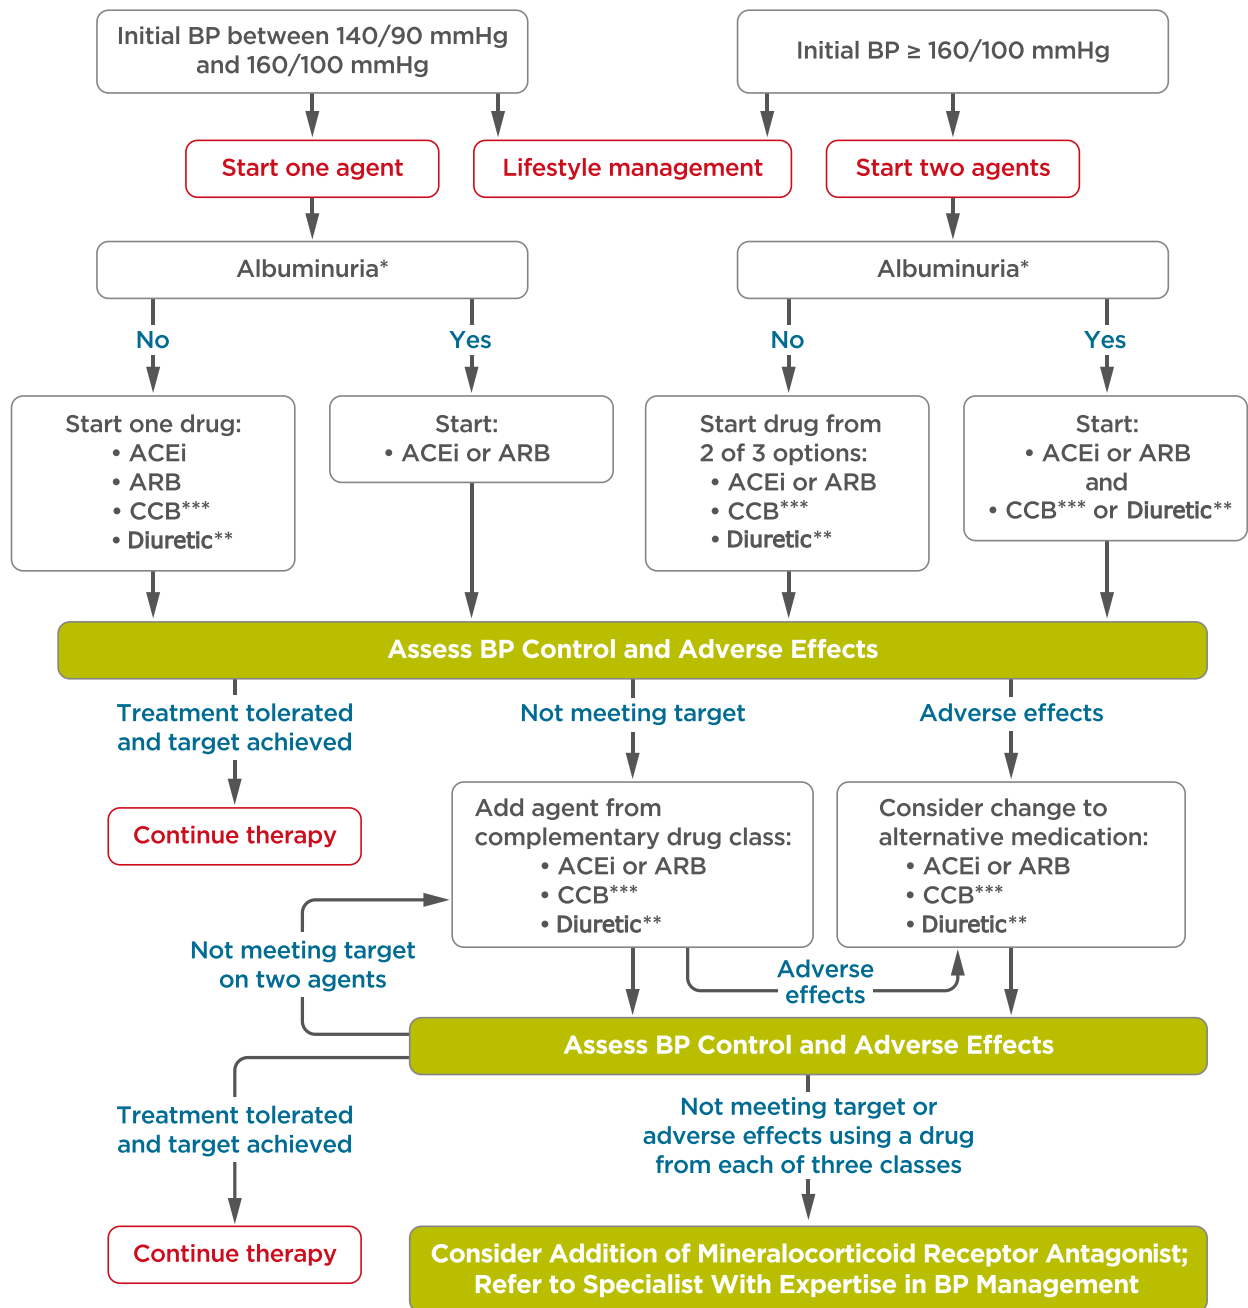 Initial BP between 140/90 mmHg
and 160/100 mmHg
Initial BP ≥ 160/100 mmHg
Start one agent
Lifestyle management
Start two agents
Albuminuria*
Albuminuria*
No
Yes
No
Yes
Start one drug:
• ACEi
• ARB
• CCB***
• Diuretic**
Start:
• ACEi or ARB
Start drug from
2 of 3 options:
• ACEi or ARB
• CCB***
• Diuretic**
Start:
• ACEi or ARB
and
• CCB*** or Diuretic**
Assess BP Control and Adverse Effects
Treatment tolerated
and target achieved
Not meeting target
Adverse effects
Continue therapy
Add agent from
complementary drug class:
• ACEi or ARB
• CCB***
• Diuretic**
Consider change to
alternative medication:
• ACEi or ARB
• CCB***
• Diuretic**
Not meeting target
on two agents
Adverse
effects
Assess BP Control and Adverse Effects
Treatment tolerated
and target achieved
Not meeting target or
adverse effects using a drug
from each of three classes
Continue therapy
Consider Addition of Mineralocorticoid Receptor Antagonist;
Refer to Specialist With Expertise in BP Management